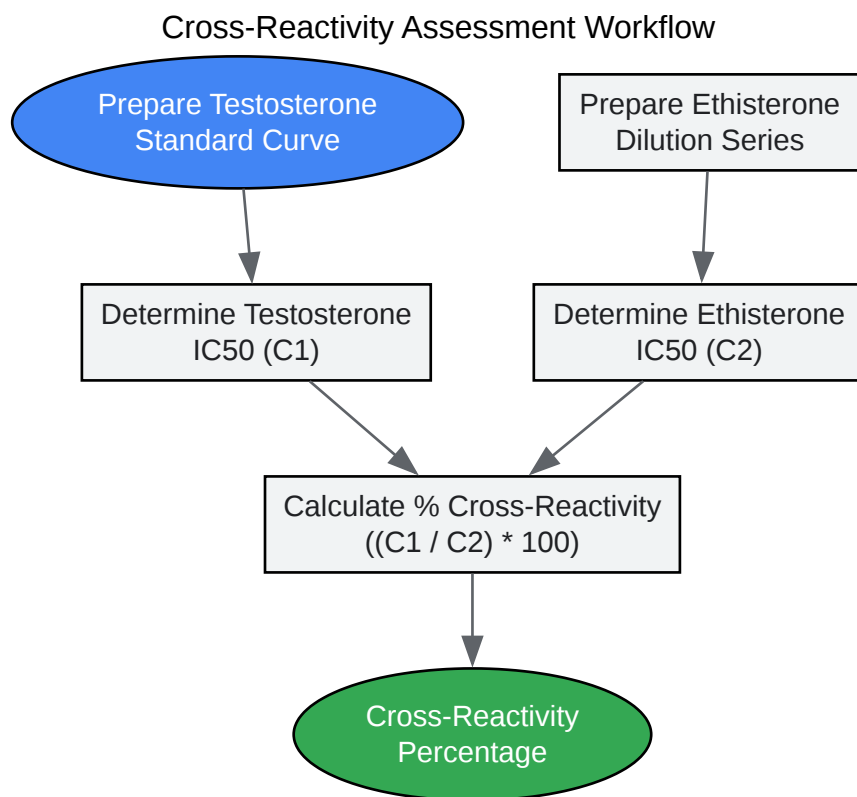 Cross-Reactivity Assessment Workflow
Prepare Testosterone
Standard Curve
Prepare Ethisterone
Dilution Series
Determine Testosterone
IC50 (C1)
Determine Ethisterone
IC50 (C2)
Calculate % Cross-Reactivity
((C1 / C2) * 100)
Cross-Reactivity
Percentage